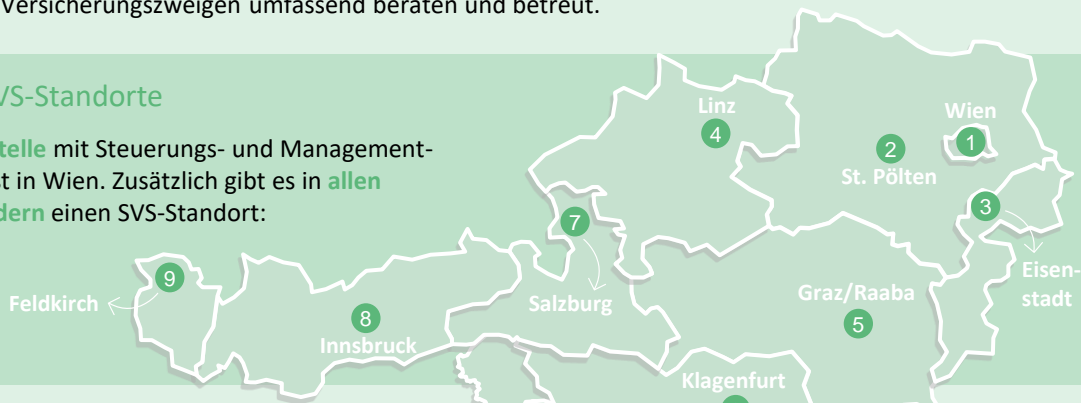 Versicherungszweigen umfassend beraten und betreut.
VS-Standorte
telle mit Steuerungs- und Management-
st in Wien. Zusätzlich gibt es in allen
dern einen SVS-Standort:
Linz
4
Wien
1
2
St. Pölten
3
Eisen-
stadt
7
Salzburg
9
Feldkirch
8
Innsbruck
Graz/Raaba
5
Klagenfurt